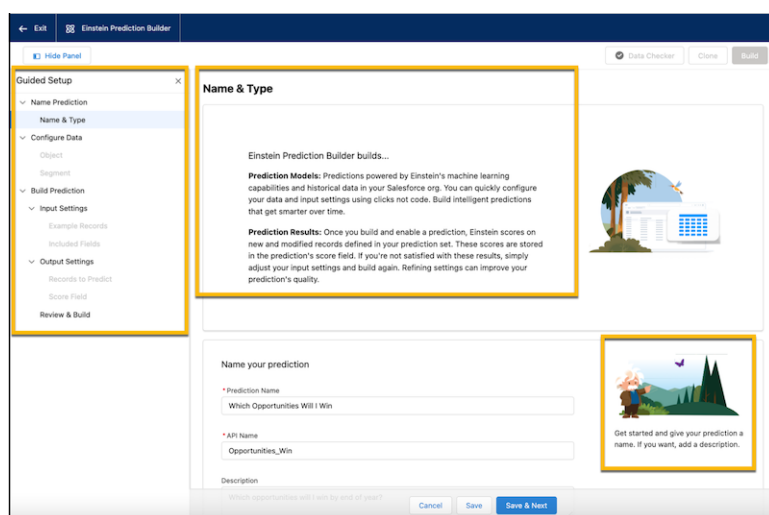 Exit
Einstein Prediction Builder
Hide Panel
Data Checker
Clone
Build
Guided Setup
Name Prediction
Name & Type
Configure Data
Object
Segment
Build Prediction
Input Settings
Example Records
Included Fields
Output Settings
Records to Predict
Score Field
Review & Build
Name & Type
Einstein Prediction Builder builds...
Prediction Models: Predictions powered by Einstein's machine learning
capabilities and historical data in your Salesforce org. You can quickly configure
your data and input settings using clicks not code. Build intelligent predictions
that get smarter over time.
Prediction Results: Once you build and enable a prediction, Einstein scores on
new and modified records defined in your prediction set. These scores are stored
in the prediction's score field. If you're not satisfied with these results, simply
adjust your input settings and build again. Refining settings can improve your
prediction's quality.
Name your prediction
*Prediction Name
Which Opportunities Will I Win
*API Name
Opportunities_Win
Description
Which opportunities will I win by end of year?
Get started and give your prediction a
name. If you want, add a description.
Cancel
Save
Save & Next